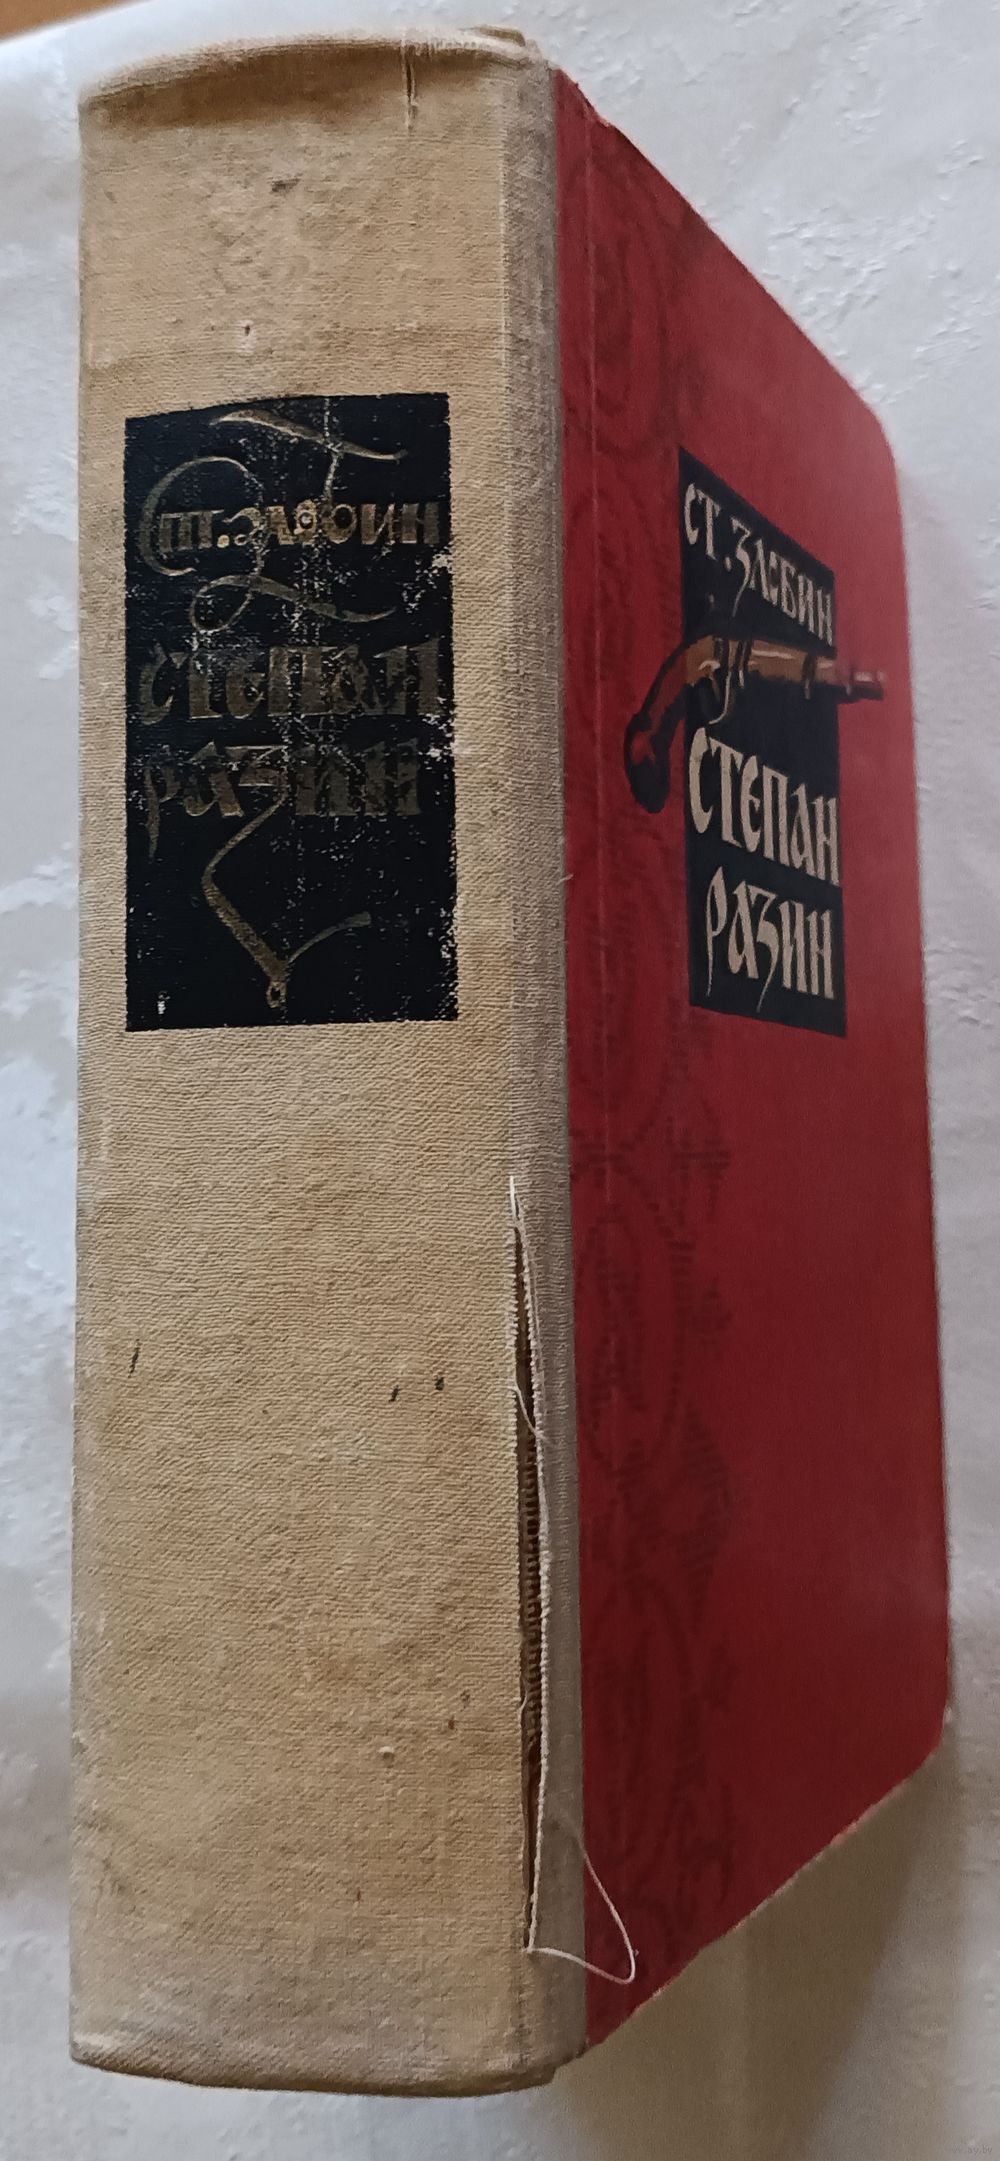 Ст. Злобин
Степан
Разин
СТ. ЗЛОБИН
СТЕПАН
РАЗИН